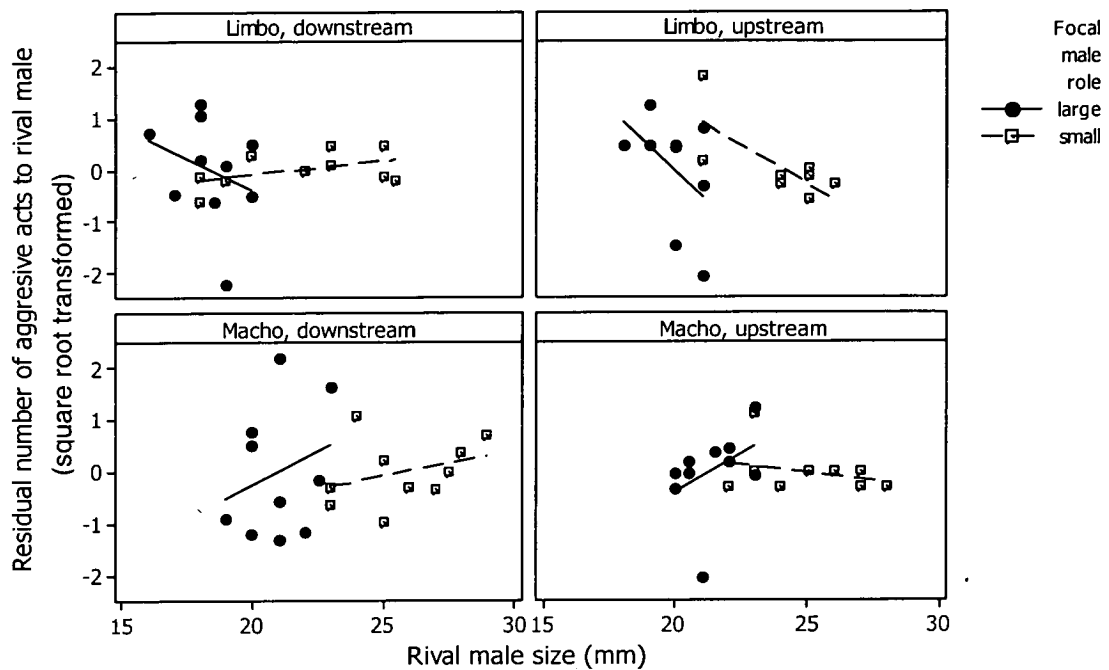 Limbo, downstream
Limbo, upstream
Focal
male
role
large
small
2
1
0
-1
-2
Macho, downstream
Macho, upstream
2
1
0
-1
-2
15
20
25
30
15
20
25
30
Rival male size (mm)
Residual number of aggresive acts to rival male
(square root transformed)